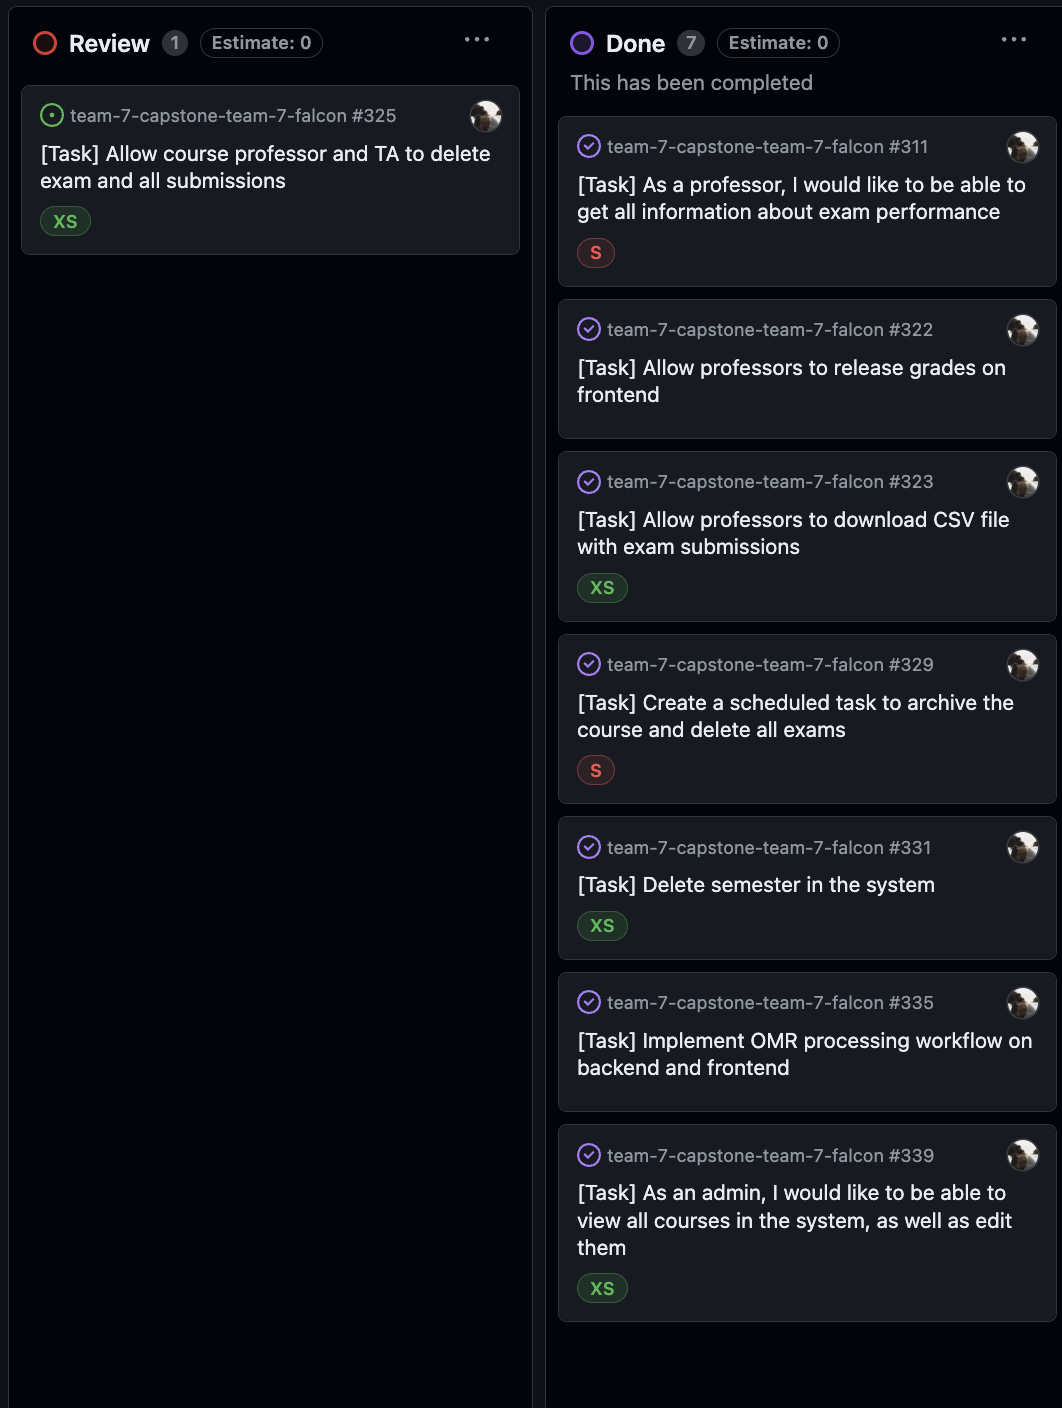 Review 1 Estimate: 0
team-7-capstone-team-7-falcon #325
[Task] Allow course professor and TA to delete
exam and all submissions
XS
Done 7 Estimate: 0
This has been completed
team-7-capstone-team-7-falcon #311
[Task] As a professor, I would like to be able to
get all information about exam performance
S
team-7-capstone-team-7-falcon #322
[Task] Allow professors to release grades on
frontend
team-7-capstone-team-7-falcon #323
[Task] Allow professors to download CSV file
with exam submissions
XS
team-7-capstone-team-7-falcon #329
[Task] Create a scheduled task to archive the
course and delete all exams
S
team-7-capstone-team-7-falcon #331
[Task] Delete semester in the system
XS
team-7-capstone-team-7-falcon #335
[Task] Implement OMR processing workflow on
backend and frontend
team-7-capstone-team-7-falcon #339
[Task] As an admin, I would like to be able to
view all courses in the system, as well as edit
them
XS